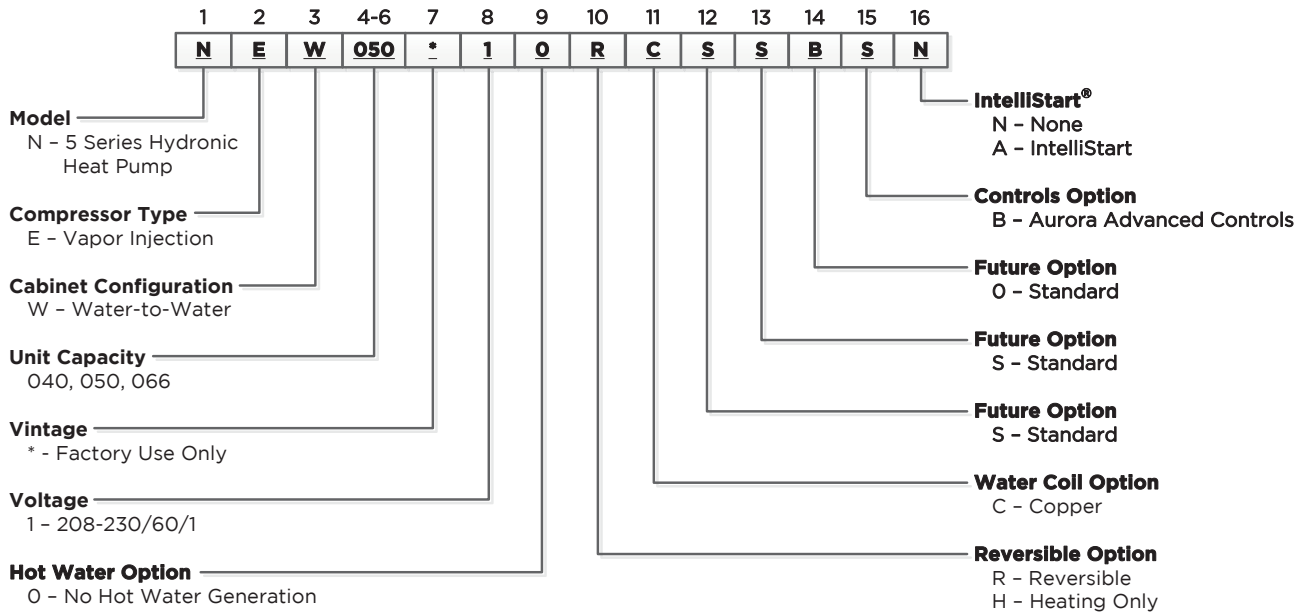 1 2 3 4-6 7 8 9 10 11 12 13 14 15 16
N E W 050 * 1 0 R C S S B S N
Model
N – 5 Series Hydronic
Heat Pump
Compressor Type
E – Vapor Injection
Cabinet Configuration
W – Water-to-Water
Unit Capacity
040, 050, 066
Vintage
* - Factory Use Only
Voltage
1 – 208-230/60/1
Hot Water Option
0 – No Hot Water Generation
IntelliStart®
N – None
A – IntelliStart
Controls Option
B – Aurora Advanced Controls
Future Option
0 – Standard
Future Option
S – Standard
Future Option
S – Standard
Water Coil Option
C – Copper
Reversible Option
R – Reversible
H – Heating Only